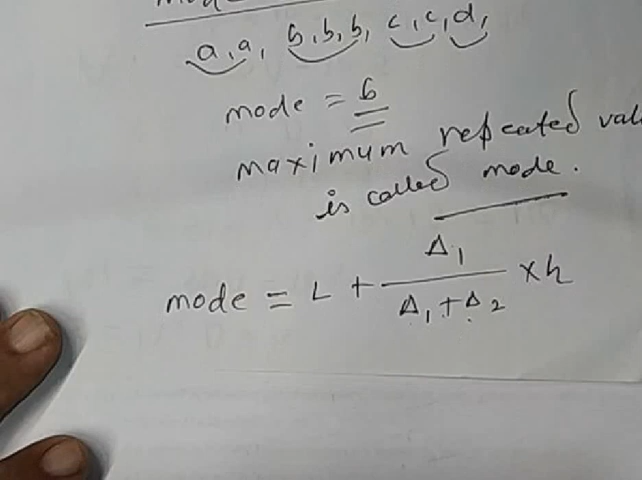 a, a, b, b, b, c, c, d,
mode = b
maximum repeated
is called mode.
mode = L + Δ₁ / (Δ₁ + Δ₂) × h